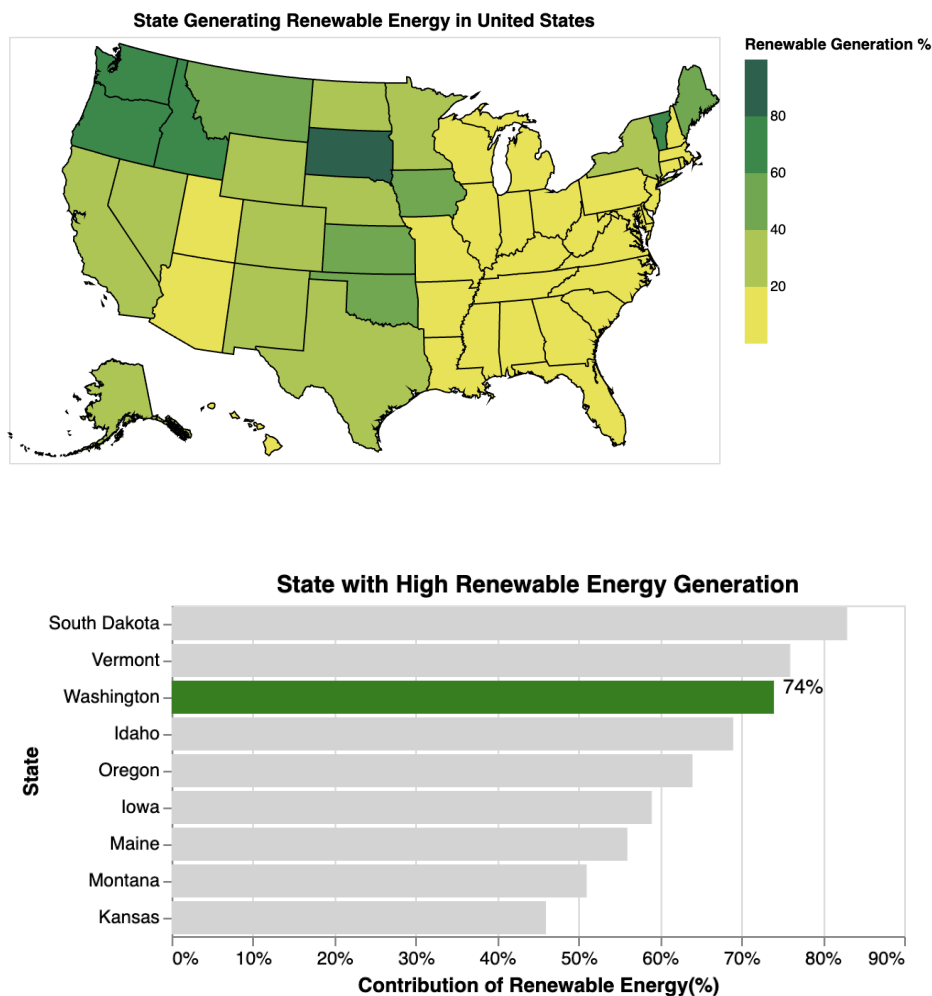 State Generating Renewable Energy in United States
Renewable Generation %
80
60
40
20
State with High Renewable Energy Generation
South Dakota
Vermont
Washington
74%
Idaho
Oregon
Iowa
Maine
Montana
Kansas
State
0% 10% 20% 30% 40% 50% 60% 70% 80% 90%
Contribution of Renewable Energy(%)